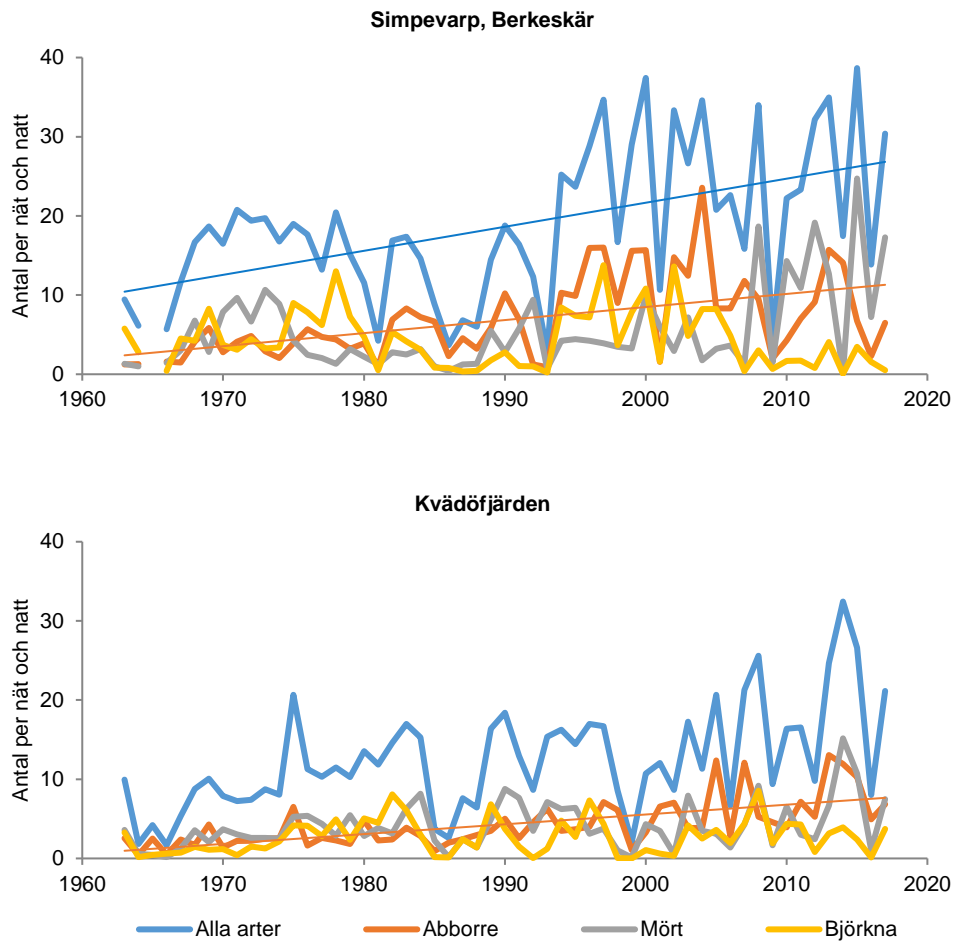 Simpevarp, Berkeskär
Antal per nät och natt
40
30
20
10
0
1960 1970 1980 1990 2000 2010 2020
Kvädöfjärden
Antal per nät och natt
40
30
20
10
0
1960 1970 1980 1990 2000 2010 2020
Alla arter Abborre Mört Björkna